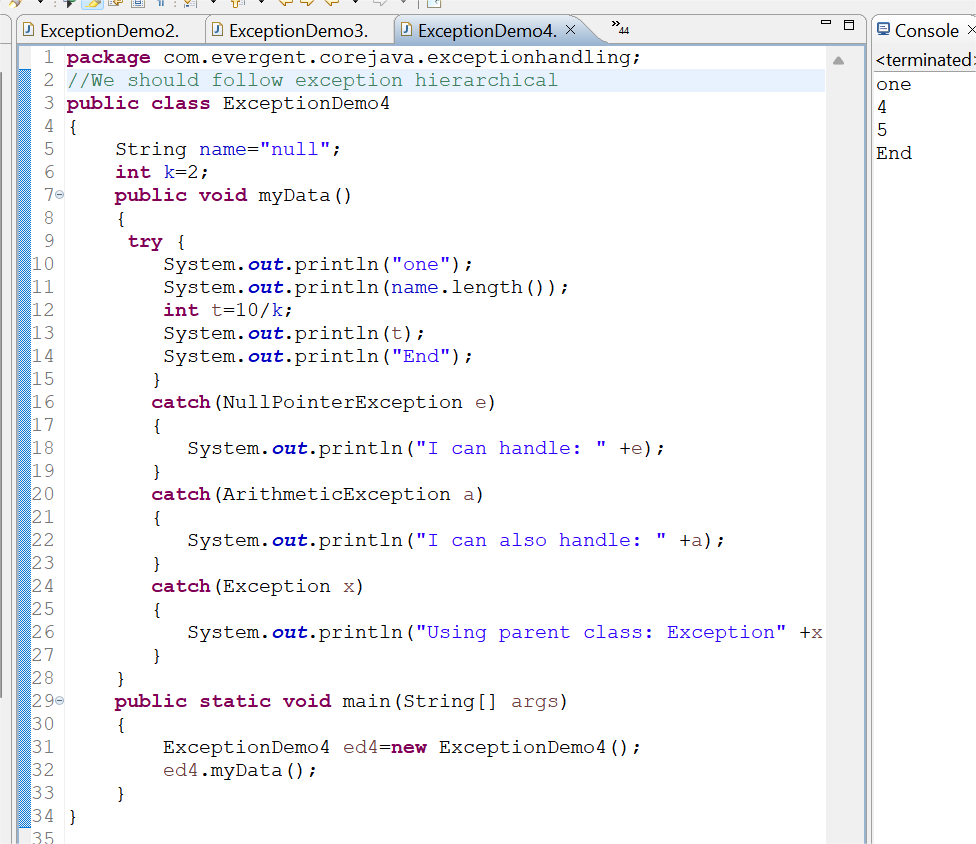 ExceptionDemo2. ExceptionDemo3. ExceptionDemo4. 44
Console
<terminated>
1 package com.evergent.corejava.exceptionhandling;
2 //We should follow exception hierarchical
3 public class ExceptionDemo4
4 {
5 String name="null";
6 int k=2;
7 public void myData()
8 {
9 try {
10 System.out.println("one");
11 System.out.println(name.length());
12 int t=10/k;
13 System.out.println(t);
14 System.out.println("End");
15 }
16 catch(NullPointerException e)
17 {
18 System.out.println("I can handle: " +e);
19 }
20 catch(ArithmeticException a)
21 {
22 System.out.println("I can also handle: " +a);
23 }
24 catch(Exception x)
25 {
26 System.out.println("Using parent class: Exception" +x
27 }
28 }
29 public static void main(String[] args)
30 {
31 ExceptionDemo4 ed4=new ExceptionDemo4();
32 ed4.myData();
33 }
34 }
35
one
4
5
End